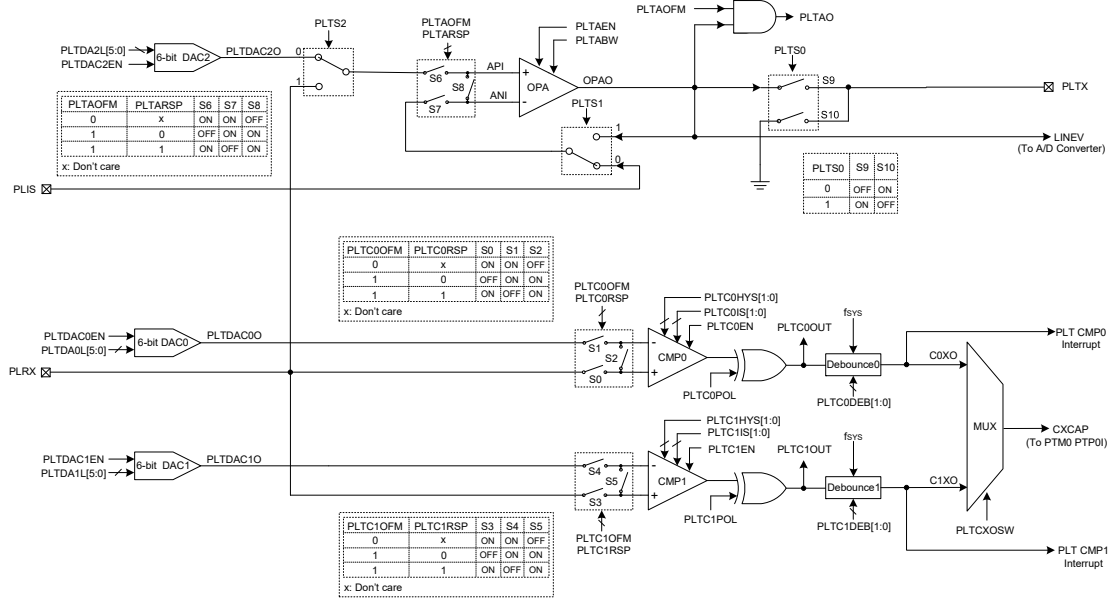 PLTAOFM
PLTAO
PLTS2
PLTAOFM
PLTARSP
PLTAEN
PLTABW
PLTDA2L[5:0]
PLTDAC2EN
6-bit DAC2
PLTDAC2O
0
1
S6
S7
S8
API
ANI
+
-
OPA
OPAO
PLTS0
S9
S10
PLTX
PLTS1
1
0
LINEV
(To A/D Converter)
PLTAOFM PLTARSP S6 S7 S8
0 x ON ON OFF
1 0 OFF ON ON
1 1 ON OFF ON
x: Don't care
PLTS0 S9 S10
0 OFF ON
1 ON OFF
PLIS
PLTC0OFM PLTC0RSP S0 S1 S2
0 x ON ON OFF
1 0 OFF ON ON
1 1 ON OFF ON
x: Don't care
PLTC0OFM
PLTC0RSP
PLTC0HYS[1:0]
PLTC0IS[1:0]
PLTC0EN
PLTDAC0EN
PLTDA0L[5:0]
6-bit DAC0
PLTDAC0O
S1
S2
S0
-
+
CMP0
PLTC0POL
PLTC0OUT
fSYS
Debounce0
PLTC0DEB[1:0]
C0XO
PLT CMP0
Interrupt
PLRX
MUX
CXCAP
(To PTM0 PTP0I)
PLTC1HYS[1:0]
PLTC1IS[1:0]
PLTC1EN
PLTDAC1EN
PLTDA1L[5:0]
6-bit DAC1
PLTDAC1O
S4
S5
S3
-
+
CMP1
PLTC1POL
PLTC1OUT
fSYS
Debounce1
PLTC1DEB[1:0]
C1XO
PLTCXOSW
PLTC1OFM
PLTC1RSP
PLT CMP1
Interrupt
PLTC1OFM PLTC1RSP S3 S4 S5
0 x ON ON OFF
1 0 OFF ON ON
1 1 ON OFF ON
x: Don't care